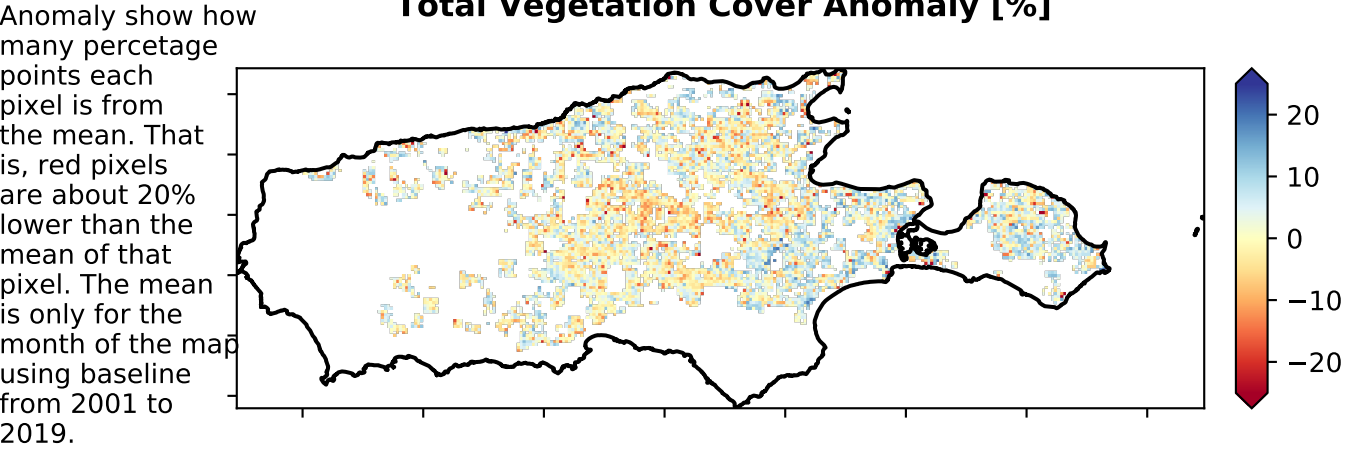 Total Vegetation Cover Anomaly [%]
Anomaly show how
many percetage
points each
pixel is from
the mean. That
is, red pixels
are about 20%
lower than the
mean of that
pixel. The mean
is only for the
month of the map
using baseline
from 2001 to
2019.
20
10
0
−10
−20